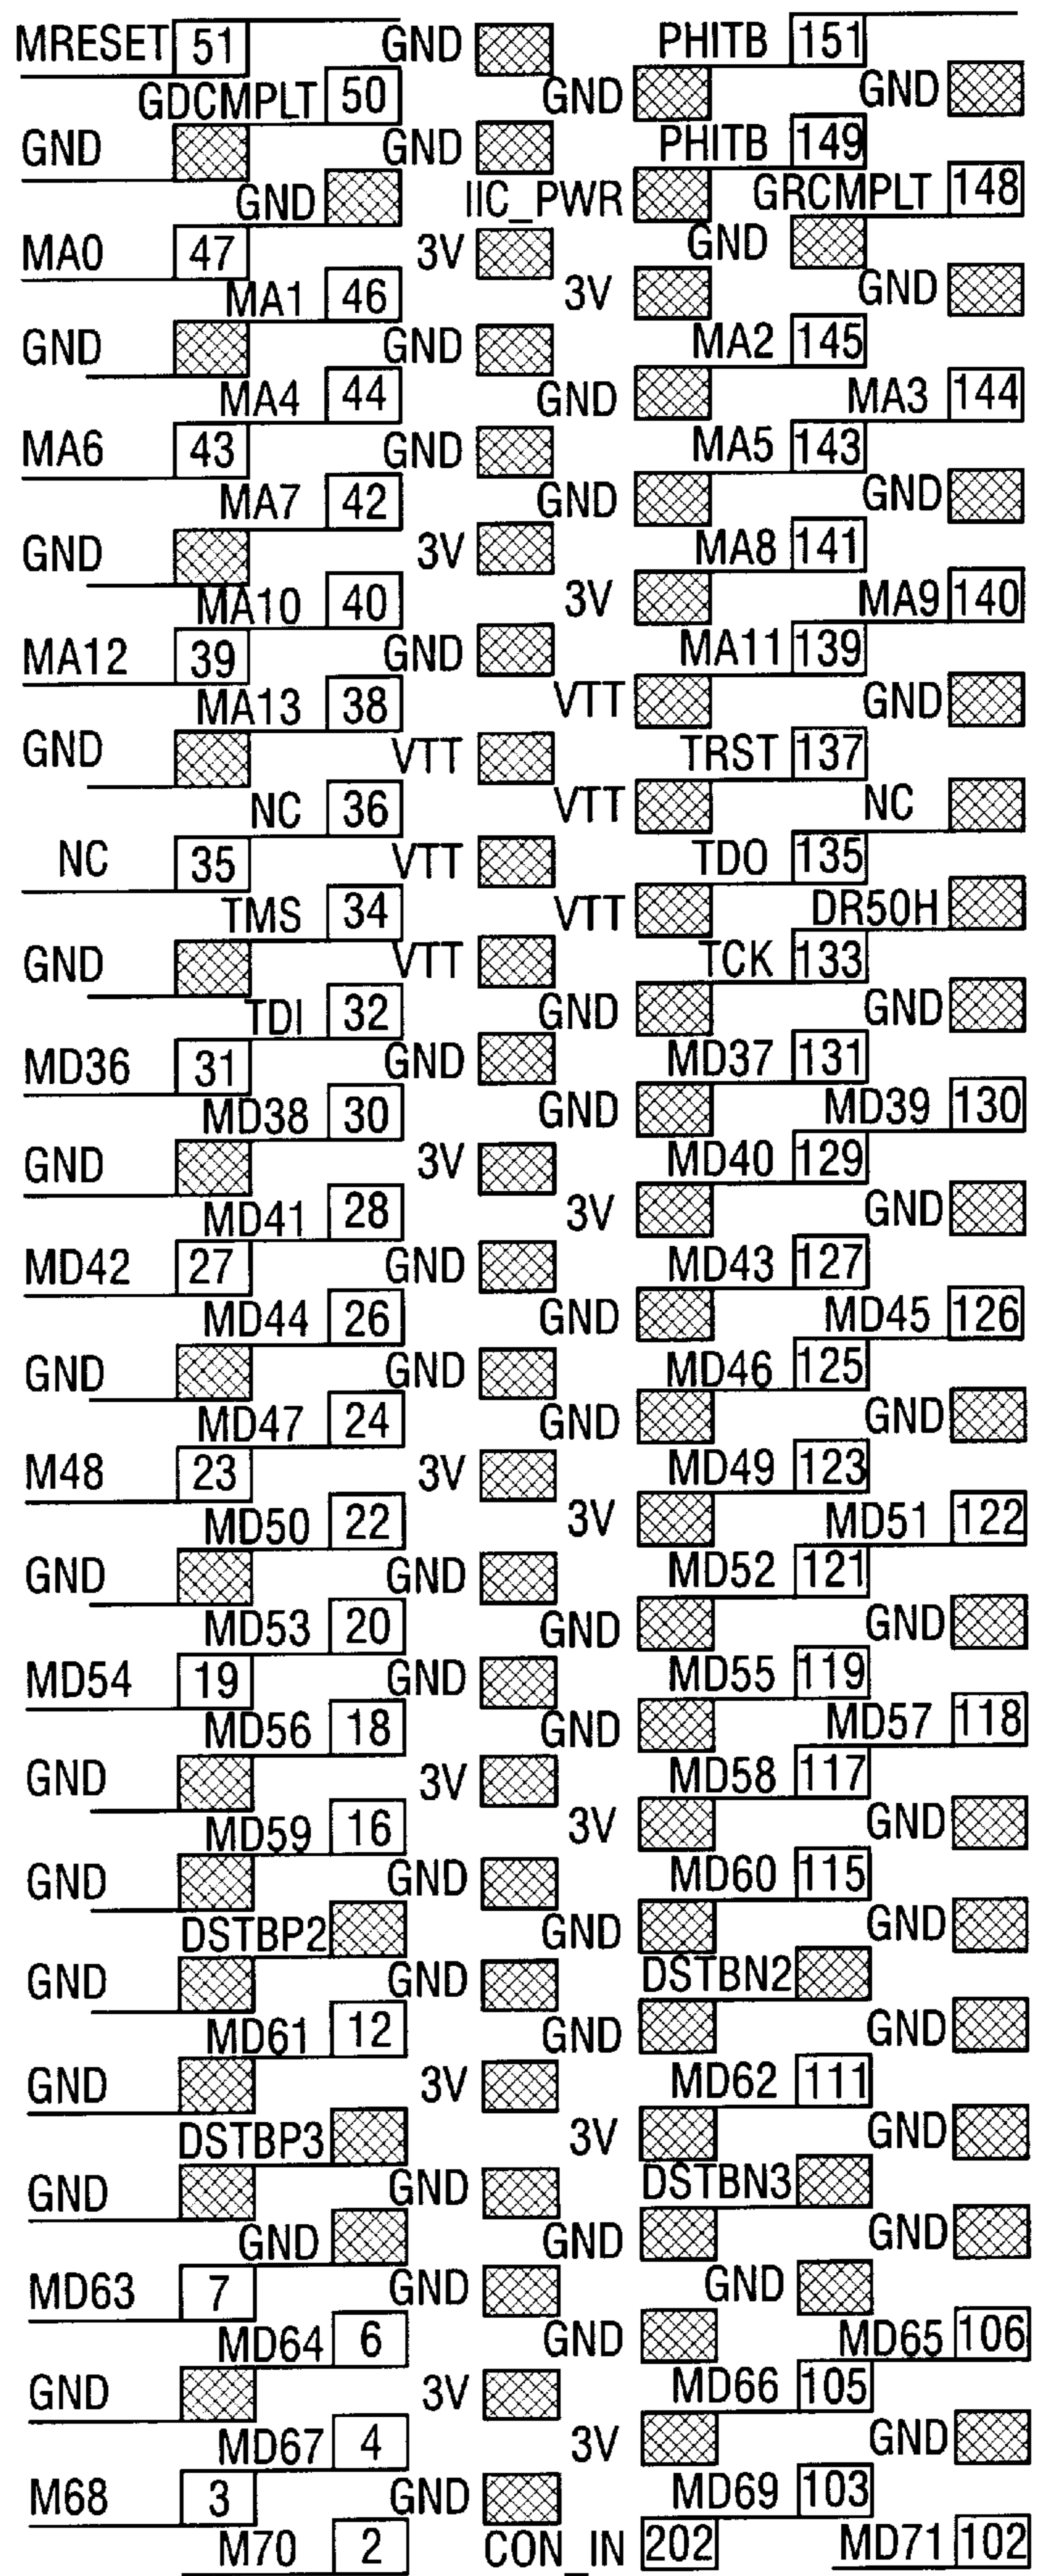 MRESET 51 GND PHITB 151
GDCMPLT 50 GND GND
GND GND PHITB 149
GND IIC_PWR GRCMPLT 148
MA0 47 3V GND
MA1 46 3V GND
GND GND MA2 145
MA4 44 GND MA3 144
MA6 43 GND MA5 143
MA7 42 GND GND
GND 3V MA8 141
MA10 40 3V MA9 140
MA12 39 GND MA11 139
MA13 38 VTT GND
GND VTT TRST 137
NC 36 VTT NC
NC 35 VTT TDO 135
TMS 34 VTT DR50H
GND VTT TCK 133
TDI 32 GND GND
MD36 31 GND MD37 131
MD38 30 GND MD39 130
GND 3V MD40 129
MD41 28 3V GND
MD42 27 GND MD43 127
MD44 26 GND MD45 126
GND GND MD46 125
MD47 24 GND GND
M48 23 3V MD49 123
MD50 22 3V MD51 122
GND GND MD52 121
MD53 20 GND GND
MD54 19 GND MD55 119
MD56 18 GND MD57 118
GND 3V MD58 117
MD59 16 3V GND
GND GND MD60 115
DSTBP2 GND GND
GND GND DSTBN2
MD61 12 GND GND
GND 3V MD62 111
DSTBP3 3V GND
GND GND DSTBN3
GND GND GND
MD63 7 GND GND
MD64 6 GND MD65 106
GND 3V MD66 105
MD67 4 3V GND
M68 3 GND MD69 103
M70 2 CON_IN 202 MD71 102